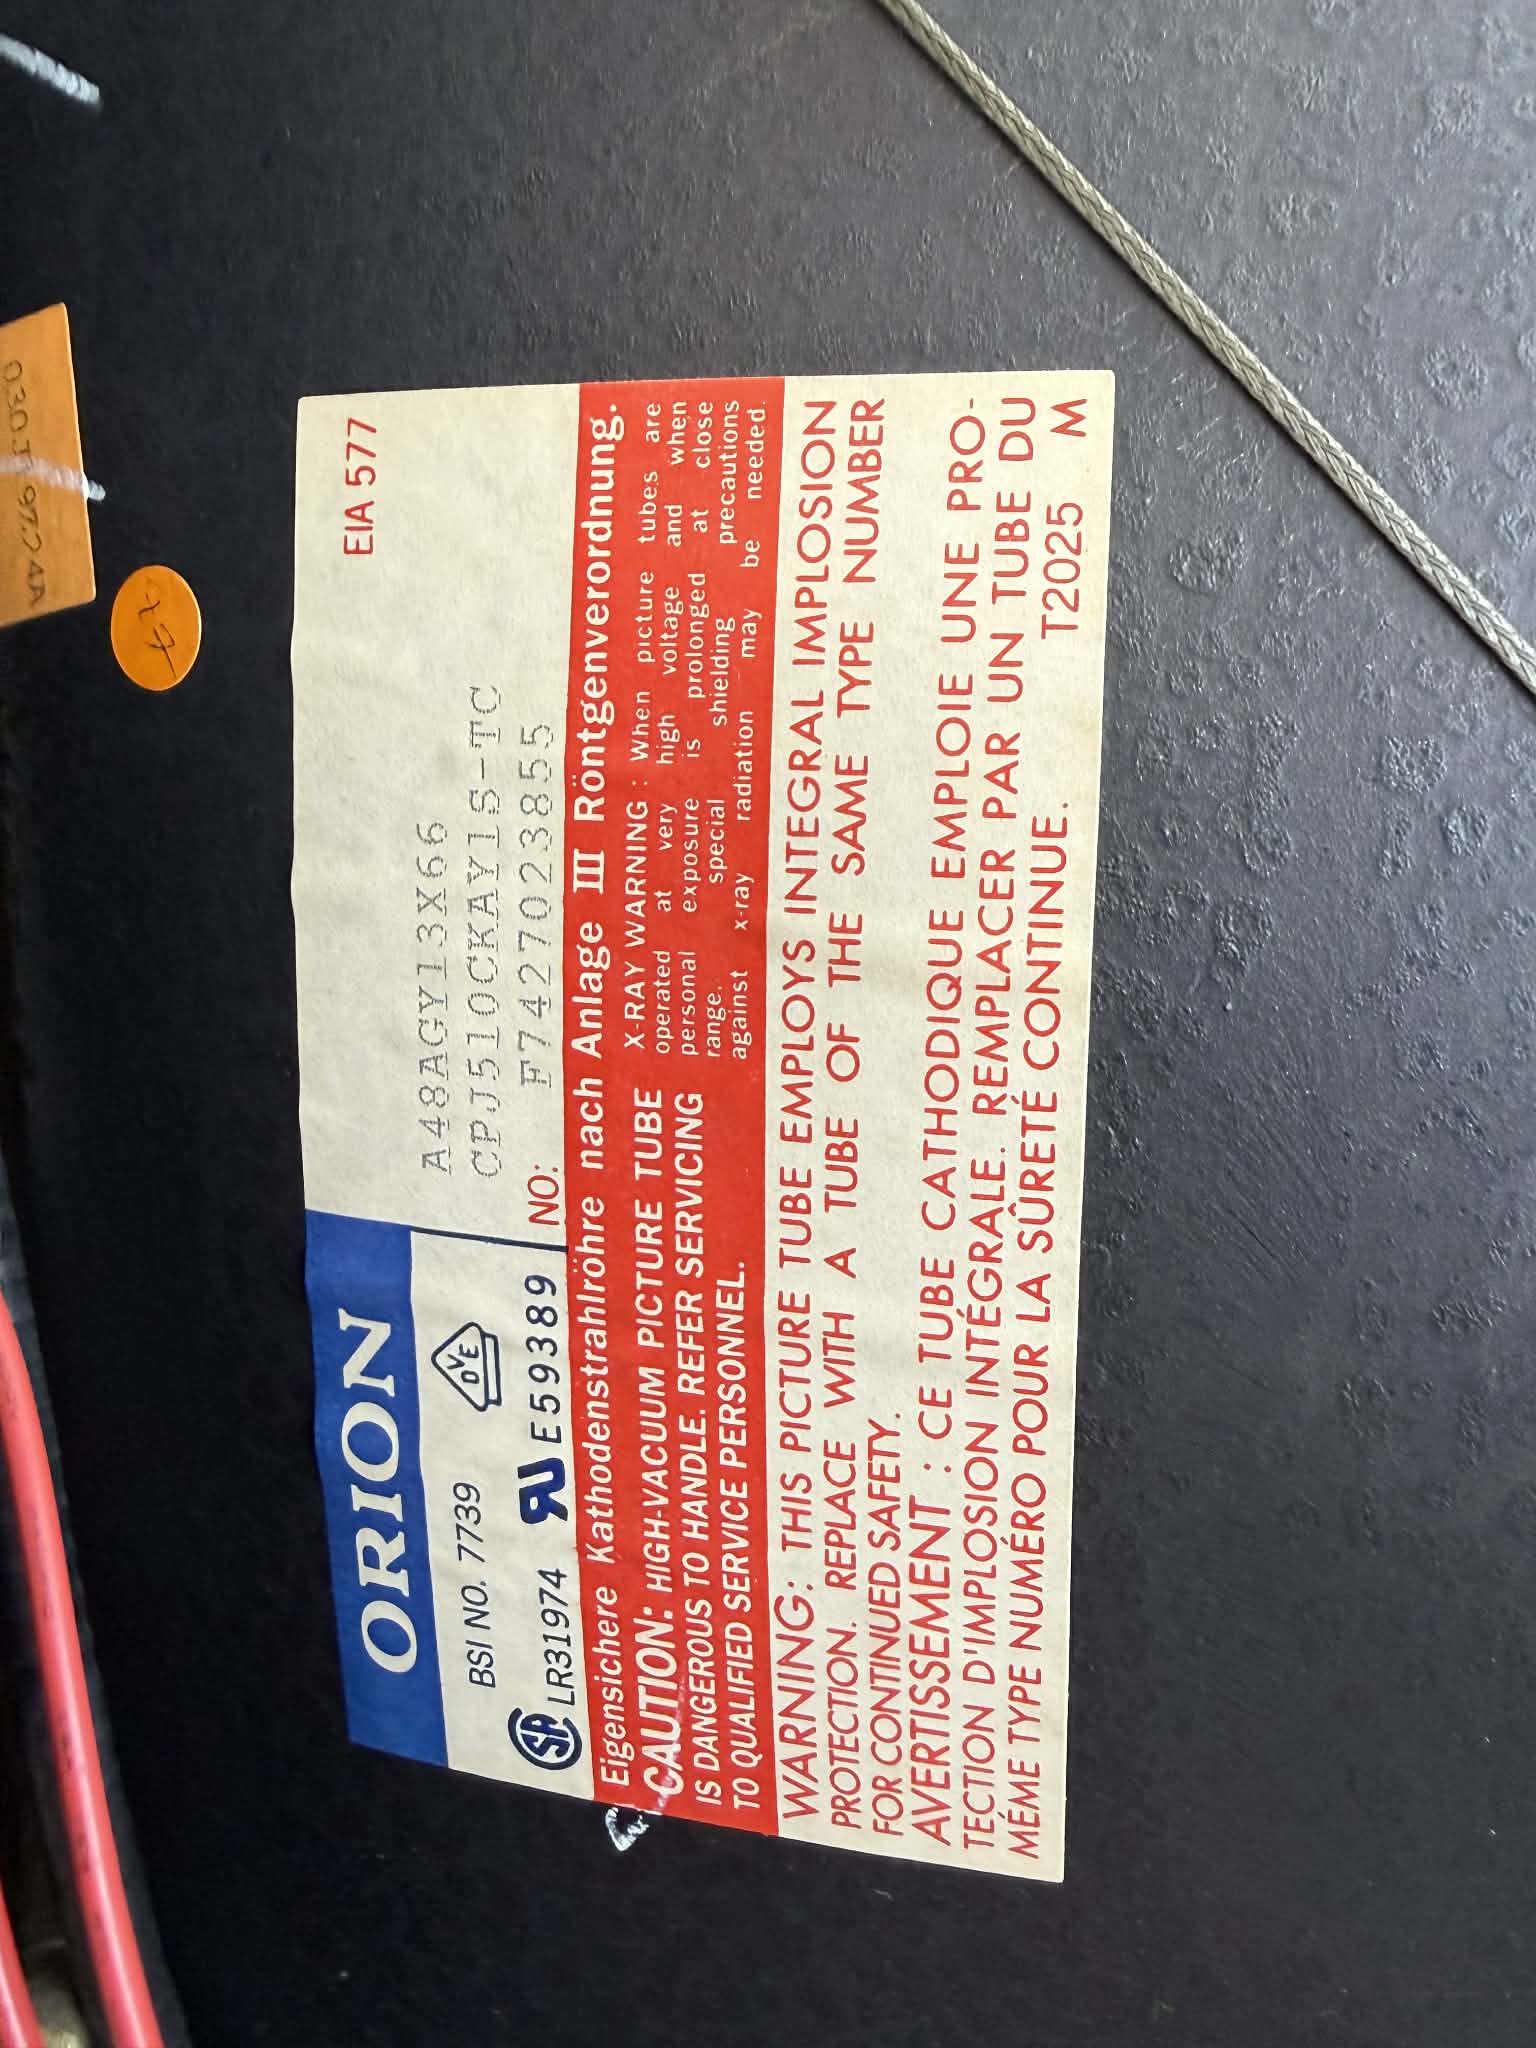 ORION
EIA 577
BSI NO. 7739
DVE
A48AGY13X66
CPJ510CKAY1S-TC
SA LR31974
E59389
NO: F7427023855
Eigensichere Kathodenstrahlröhre nach Anlage III Röntgenverordnung.
CAUTION: HIGH-VACUUM PICTURE TUBE
IS DANGEROUS TO HANDLE. REFER SERVICING
TO QUALIFIED SERVICE PERSONNEL.
X-RAY WARNING : When picture tubes are
operated at very high voltage and when
personal exposure is prolonged at close
range, special shielding precautions
against x-ray radiation may be needed.
WARNING: THIS PICTURE TUBE EMPLOYS INTEGRAL IMPLOSION
PROTECTION. REPLACE WITH A TUBE OF THE SAME TYPE NUMBER
FOR CONTINUED SAFETY.
AVERTISSEMENT : CE TUBE CATHODIQUE EMPLOIE UNE PRO-
TECTION D'IMPLOSION INTÉGRALE. REMPLACER PAR UN TUBE DU
MÉME TYPE NUMÉRO POUR LA SÛRETÉ CONTINUE.
T2025 M